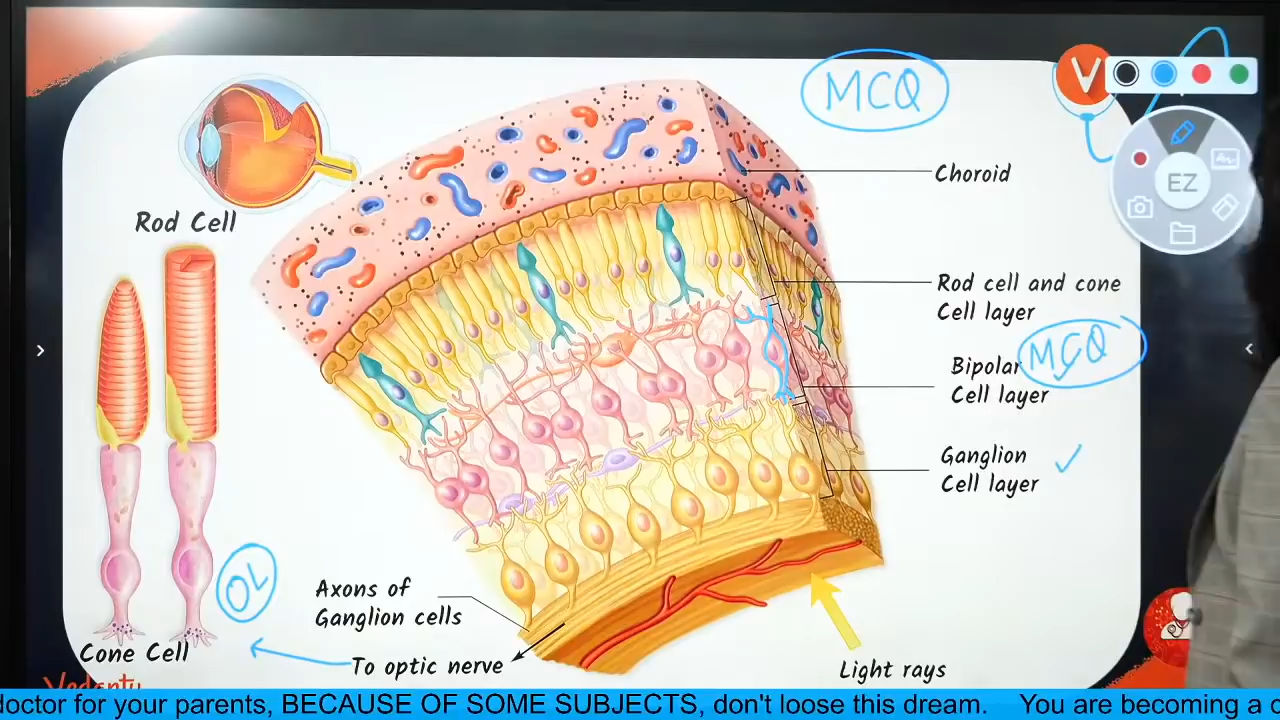 MCQ
V
EZ
Choroid
Rod Cell
Rod cell and cone
Cell layer
MCQ
Bipolar
Cell layer
Ganglion
Cell layer
OL
Axons of
Ganglion cells
Cone Cell
To optic nerve
Light rays
Vedantu
doctor for your parents, BECAUSE OF SOME SUBJECTS, don't loose this dream. You are becoming a d